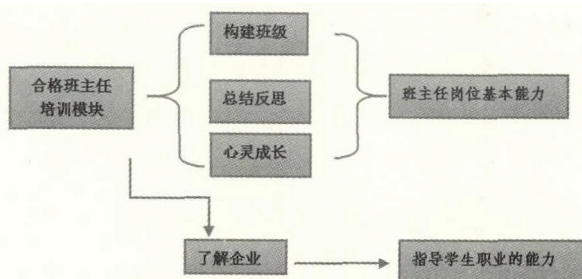 合格班主任
培训模块
构建班级
总结反思
心灵成长
班主任岗位基本能力
了解企业
指导学生职业的能力